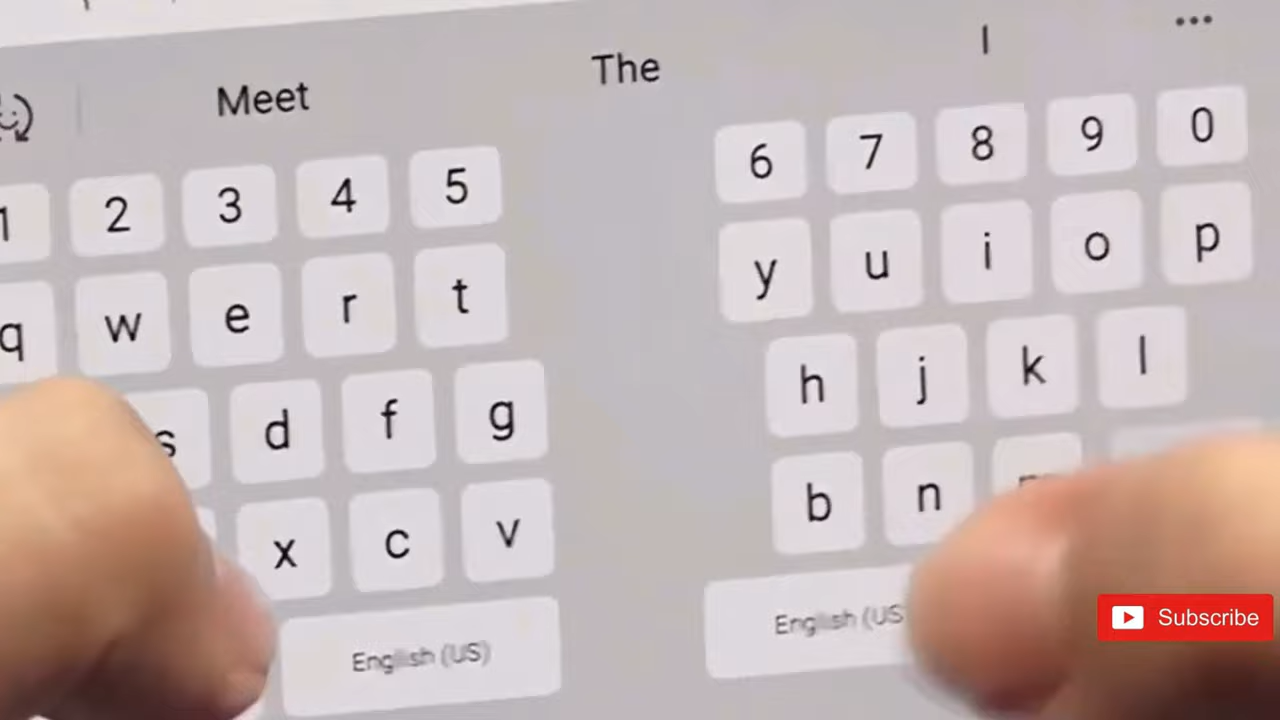 Meet The I •••
1 2 3 4 5 6 7 8 9 0
q w e r t y u i o p
s d f g h j k l
x c v b n
English (US) English (US
Subscribe